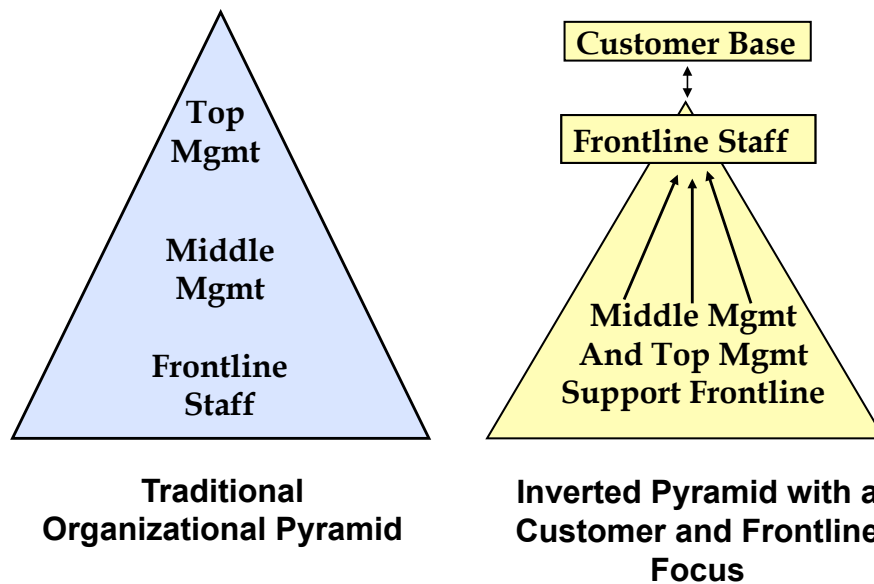 Top
Mgmt
Middle
Mgmt
Frontline
Staff
Traditional
Organizational Pyramid
Customer Base
Frontline Staff
Middle Mgmt
And Top Mgmt
Support Frontline
Inverted Pyramid with a
Customer and Frontline
Focus